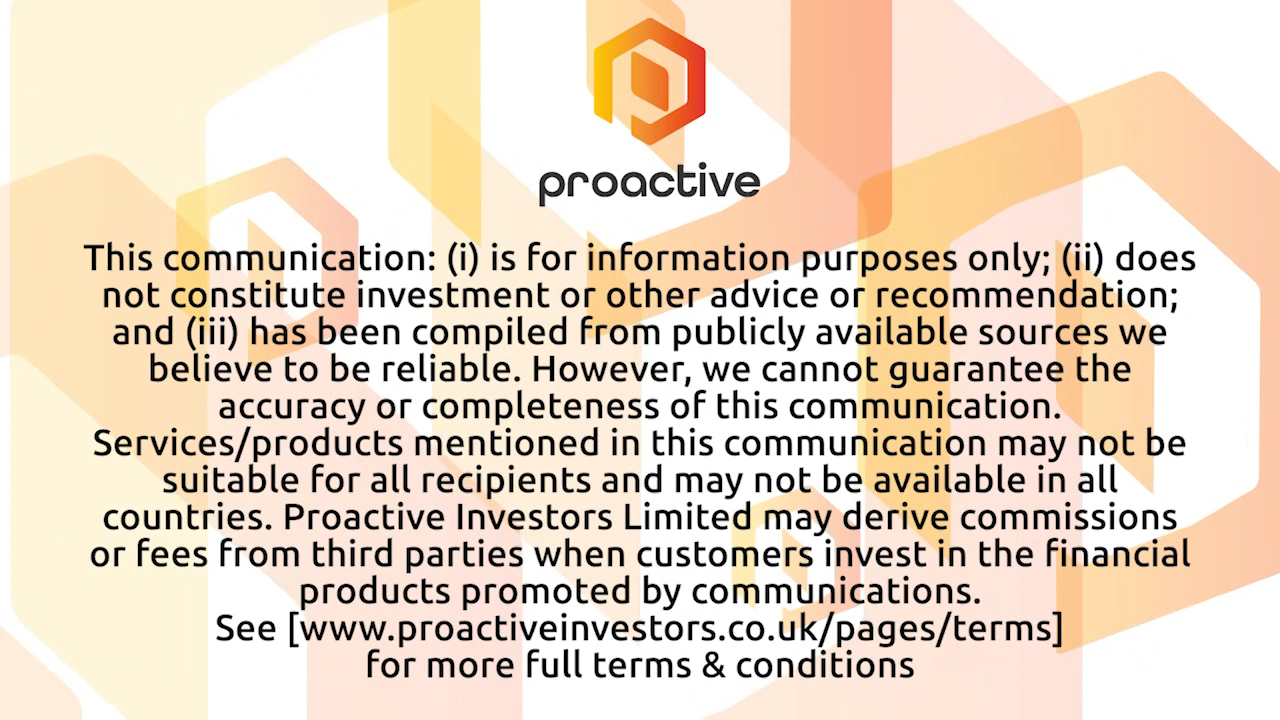 proactive
This communication: (i) is for information purposes only; (ii) does
not constitute investment or other advice or recommendation;
and (iii) has been compiled from publicly available sources we
believe to be reliable. However, we cannot guarantee the
accuracy or completeness of this communication.
Services/products mentioned in this communication may not be
suitable for all recipients and may not be available in all
countries. Proactive Investors Limited may derive commissions
or fees from third parties when customers invest in the financial
products promoted by communications.
See [www.proactiveinvestors.co.uk/pages/terms]
for more full terms & conditions